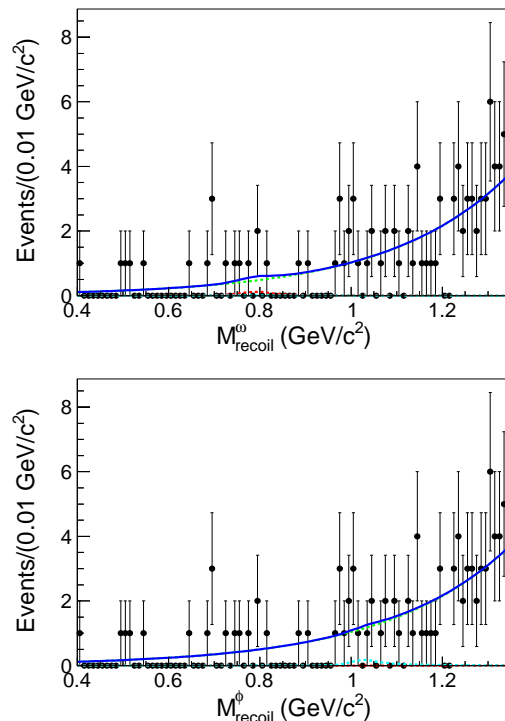 8
6
4
2
0
Events/(0.01 GeV/c²)
0.4 0.6 0.8 1 1.2
M^ω_recoil (GeV/c²)
8
6
4
2
0
Events/(0.01 GeV/c²)
0.4 0.6 0.8 1 1.2
M^ϕ_recoil (GeV/c²)